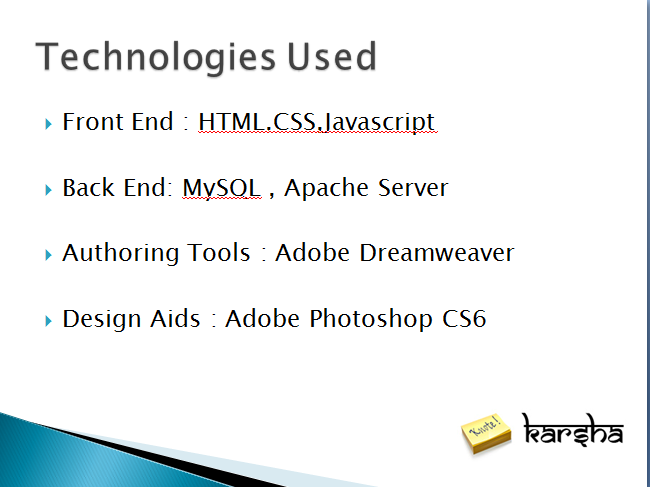 Technologies Used
Front End : HTML,CSS,Javascript
Back End: MySQL , Apache Server
Authoring Tools : Adobe Dreamweaver
Design Aids : Adobe Photoshop CS6
karsha